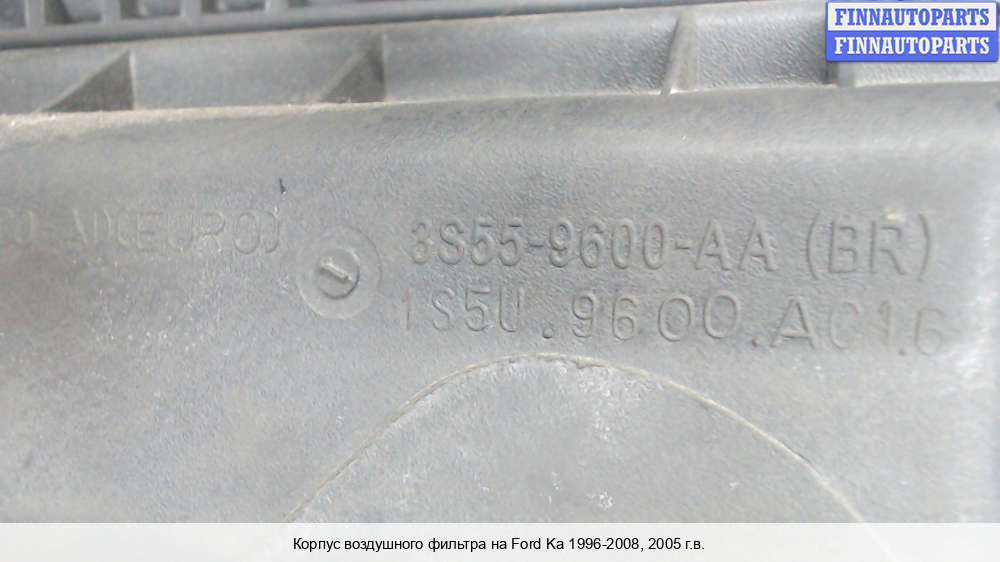 FINNAUTOPARTS
FINNAUTOPARTS
(EURO) 3S55-9600-AA (BR)
1S5U.9600.AC1.6
Корпус воздушного фильтра на Ford Ka 1996-2008, 2005 г.в.